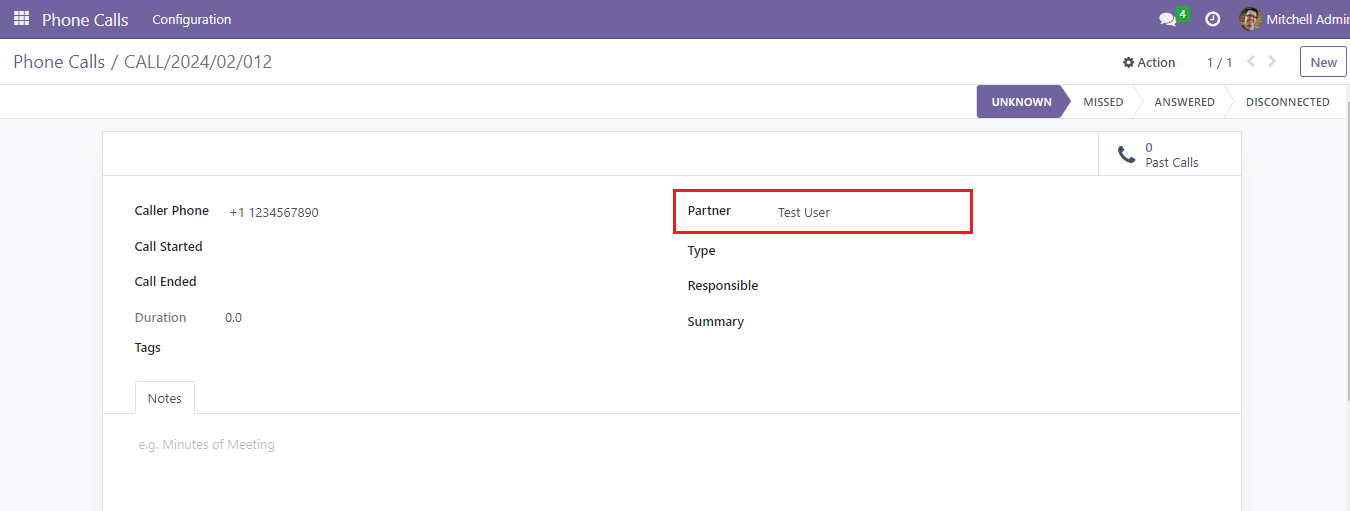 Phone Calls Configuration 4 Mitchell Admin
Phone Calls / CALL/2024/02/012 Action 1 / 1 New
UNKNOWN MISSED ANSWERED DISCONNECTED
0
Past Calls
Caller Phone +1 1234567890 Partner Test User
Call Started Type
Call Ended Responsible
Duration 0.0 Summary
Tags
Notes
e.g. Minutes of Meeting